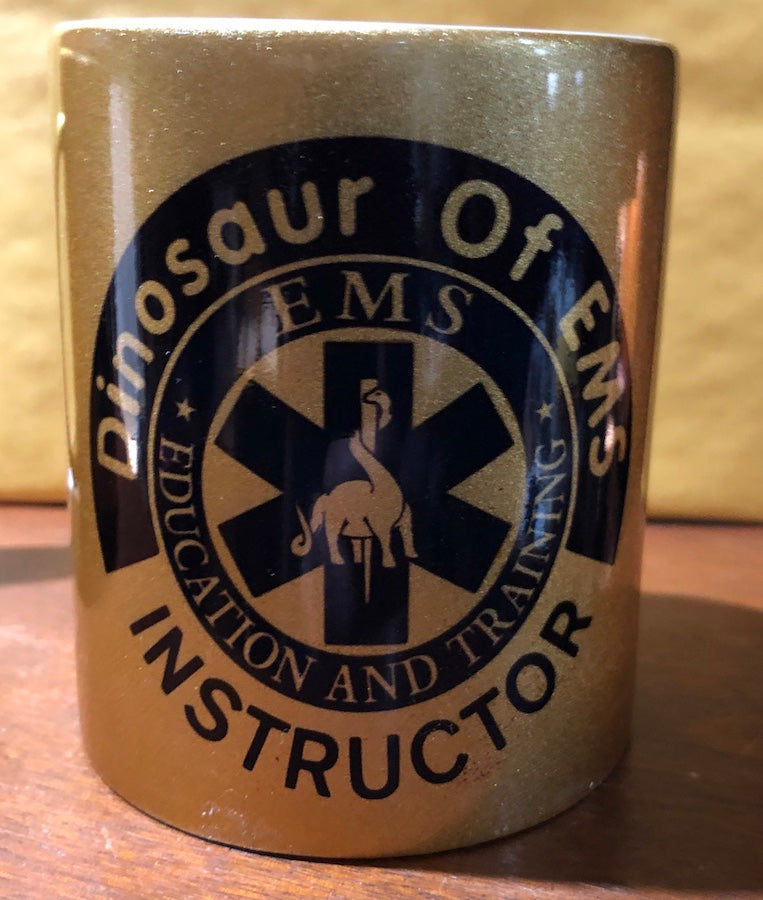 Dinosaur Of EMS
EMS
EDUCATION AND TRAINING
INSTRUCTOR